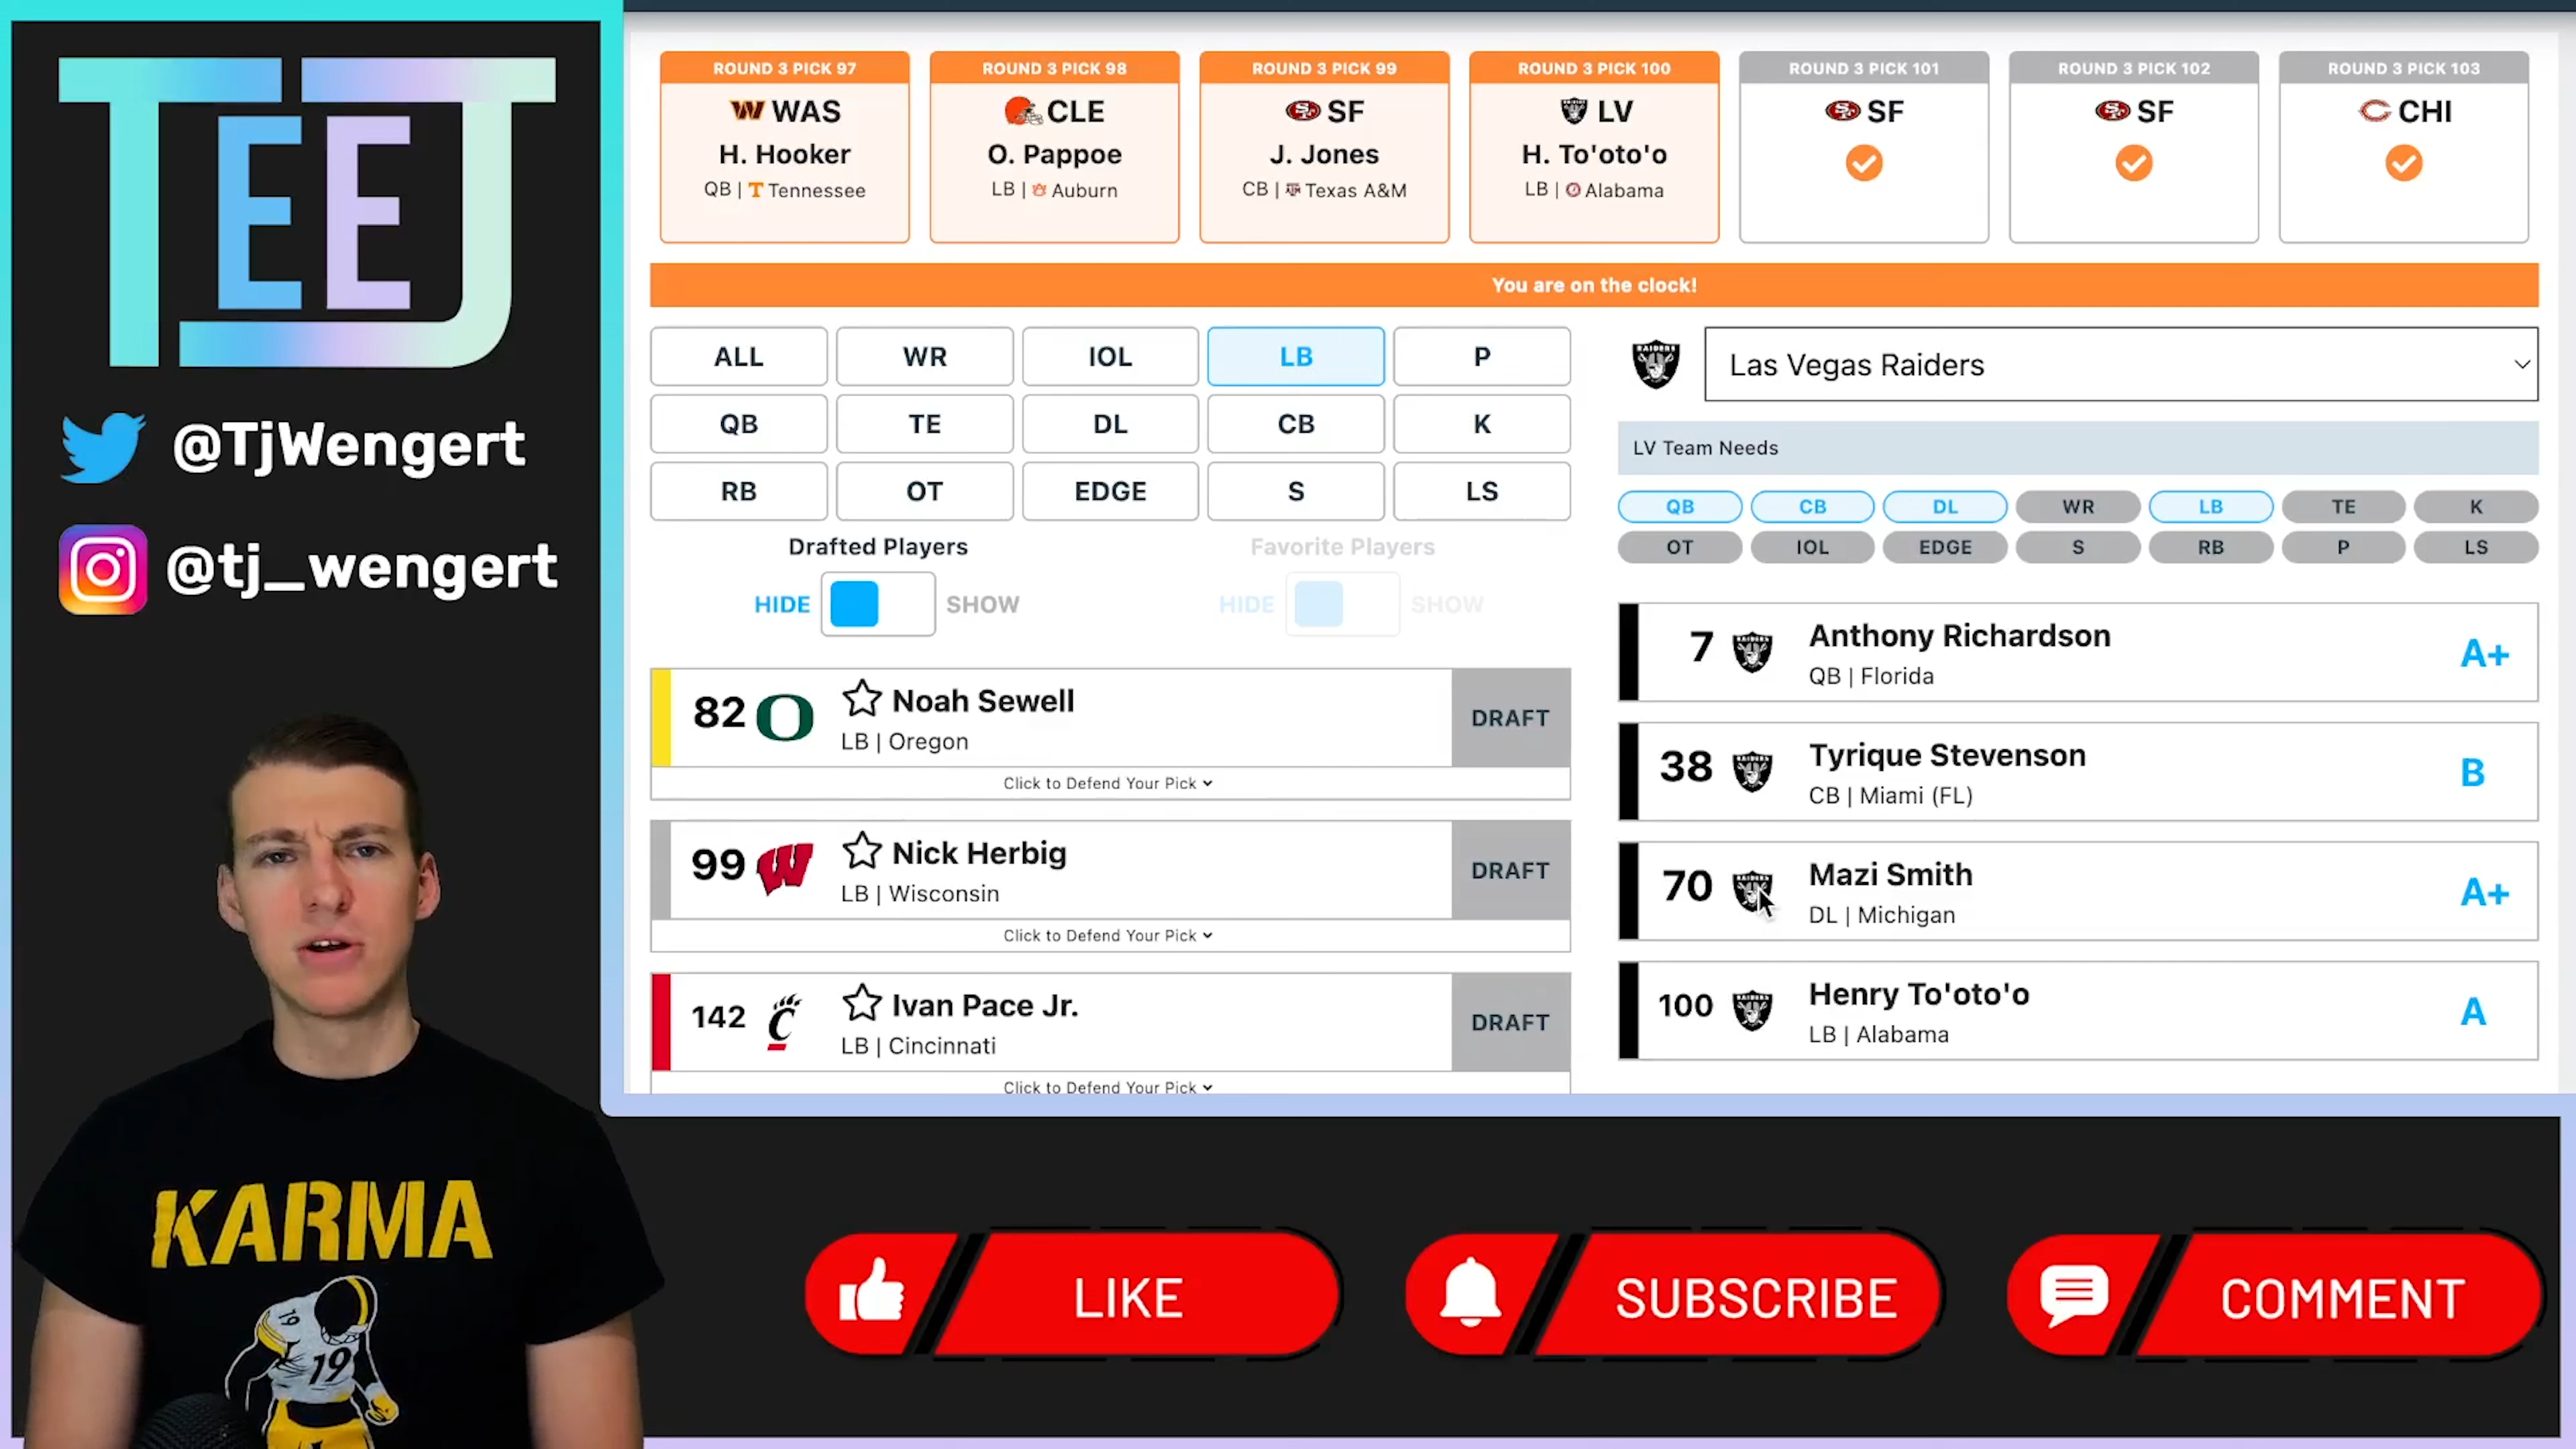 TEEJ
@TjWengert
@tj_wengert
ROUND 3 PICK 97
WAS
H. Hooker
QB | Tennessee
ROUND 3 PICK 98
CLE
O. Pappoe
LB | Auburn
ROUND 3 PICK 99
SF
J. Jones
CB | Texas A&M
ROUND 3 PICK 100
LV
H. To'oto'o
LB | Alabama
ROUND 3 PICK 101
SF
ROUND 3 PICK 102
SF
ROUND 3 PICK 103
CHI
You are on the clock!
ALL WR IOL LB P
QB TE DL CB K
RB OT EDGE S LS
Drafted Players
HIDE SHOW
Favorite Players
HIDE SHOW
82 Noah Sewell
LB | Oregon
DRAFT
Click to Defend Your Pick
99 Nick Herbig
LB | Wisconsin
DRAFT
Click to Defend Your Pick
142 Ivan Pace Jr.
LB | Cincinnati
DRAFT
Click to Defend Your Pick
RAIDERS
Las Vegas Raiders
LV Team Needs
QB CB DL WR LB TE K
OT IOL EDGE S RB P LS
7 Anthony Richardson A+
QB | Florida
38 Tyrique Stevenson B
CB | Miami (FL)
70 Mazi Smith A+
DL | Michigan
100 Henry To'oto'o A
LB | Alabama
KARMA
19
19
LIKE
SUBSCRIBE
COMMENT